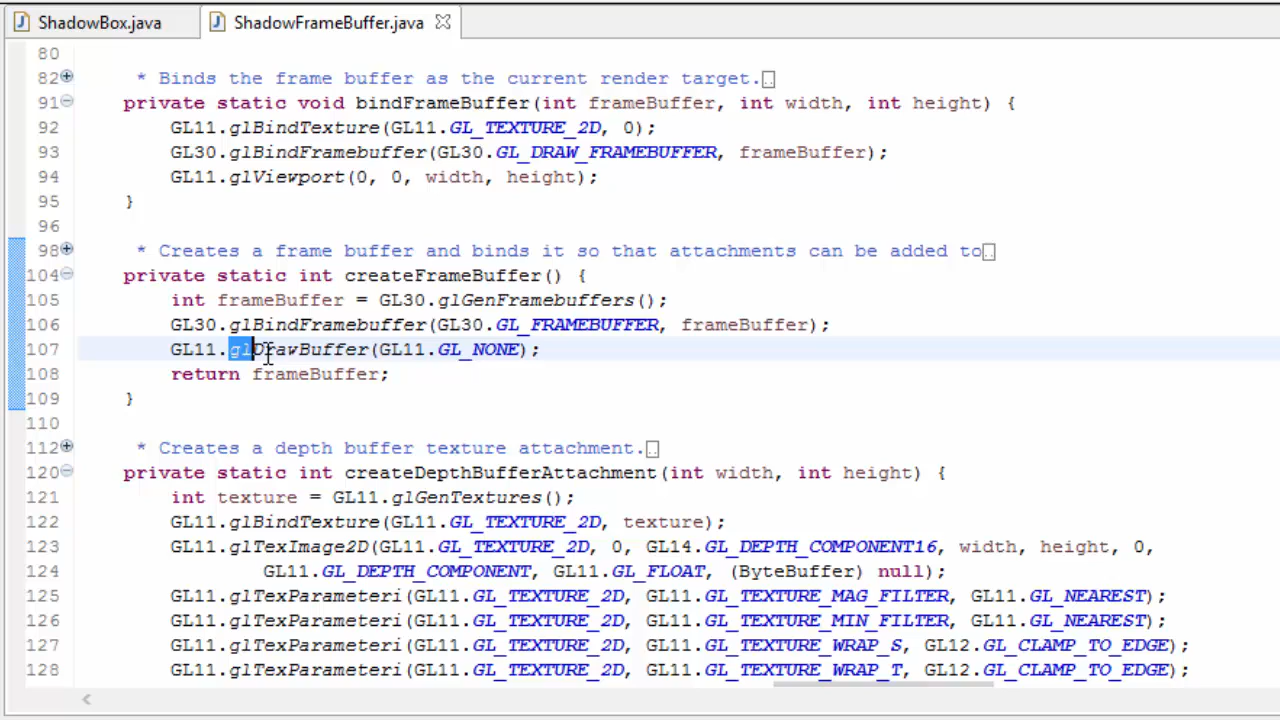 ShadowBox.java ShadowFrameBuffer.java
80
82 * Binds the frame buffer as the current render target.
91 private static void bindFrameBuffer(int frameBuffer, int width, int height) {
92 GL11.glBindTexture(GL11.GL_TEXTURE_2D, 0);
93 GL30.glBindFramebuffer(GL30.GL_DRAW_FRAMEBUFFER, frameBuffer);
94 GL11.glViewport(0, 0, width, height);
95 }
96
98 * Creates a frame buffer and binds it so that attachments can be added to
104 private static int createFrameBuffer() {
105 int frameBuffer = GL30.glGenFramebuffers();
106 GL30.glBindFramebuffer(GL30.GL_FRAMEBUFFER, frameBuffer);
107 GL11.glDrawBuffer(GL11.GL_NONE);
108 return frameBuffer;
109 }
110
112 * Creates a depth buffer texture attachment.
120 private static int createDepthBufferAttachment(int width, int height) {
121 int texture = GL11.glGenTextures();
122 GL11.glBindTexture(GL11.GL_TEXTURE_2D, texture);
123 GL11.glTexImage2D(GL11.GL_TEXTURE_2D, 0, GL14.GL_DEPTH_COMPONENT16, width, height, 0,
124 GL11.GL_DEPTH_COMPONENT, GL11.GL_FLOAT, (ByteBuffer) null);
125 GL11.glTexParameteri(GL11.GL_TEXTURE_2D, GL11.GL_TEXTURE_MAG_FILTER, GL11.GL_NEAREST);
126 GL11.glTexParameteri(GL11.GL_TEXTURE_2D, GL11.GL_TEXTURE_MIN_FILTER, GL11.GL_NEAREST);
127 GL11.glTexParameteri(GL11.GL_TEXTURE_2D, GL11.GL_TEXTURE_WRAP_S, GL12.GL_CLAMP_TO_EDGE);
128 GL11.glTexParameteri(GL11.GL_TEXTURE_2D, GL11.GL_TEXTURE_WRAP_T, GL12.GL_CLAMP_TO_EDGE);